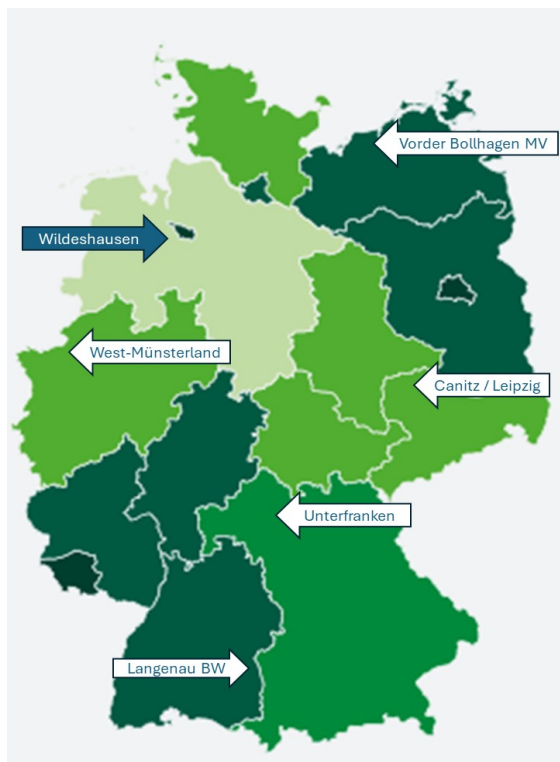 Vorder Bollhagen MV
Wildeshausen
West-Münsterland
Canitz / Leipzig
Unterfranken
Langenau BW